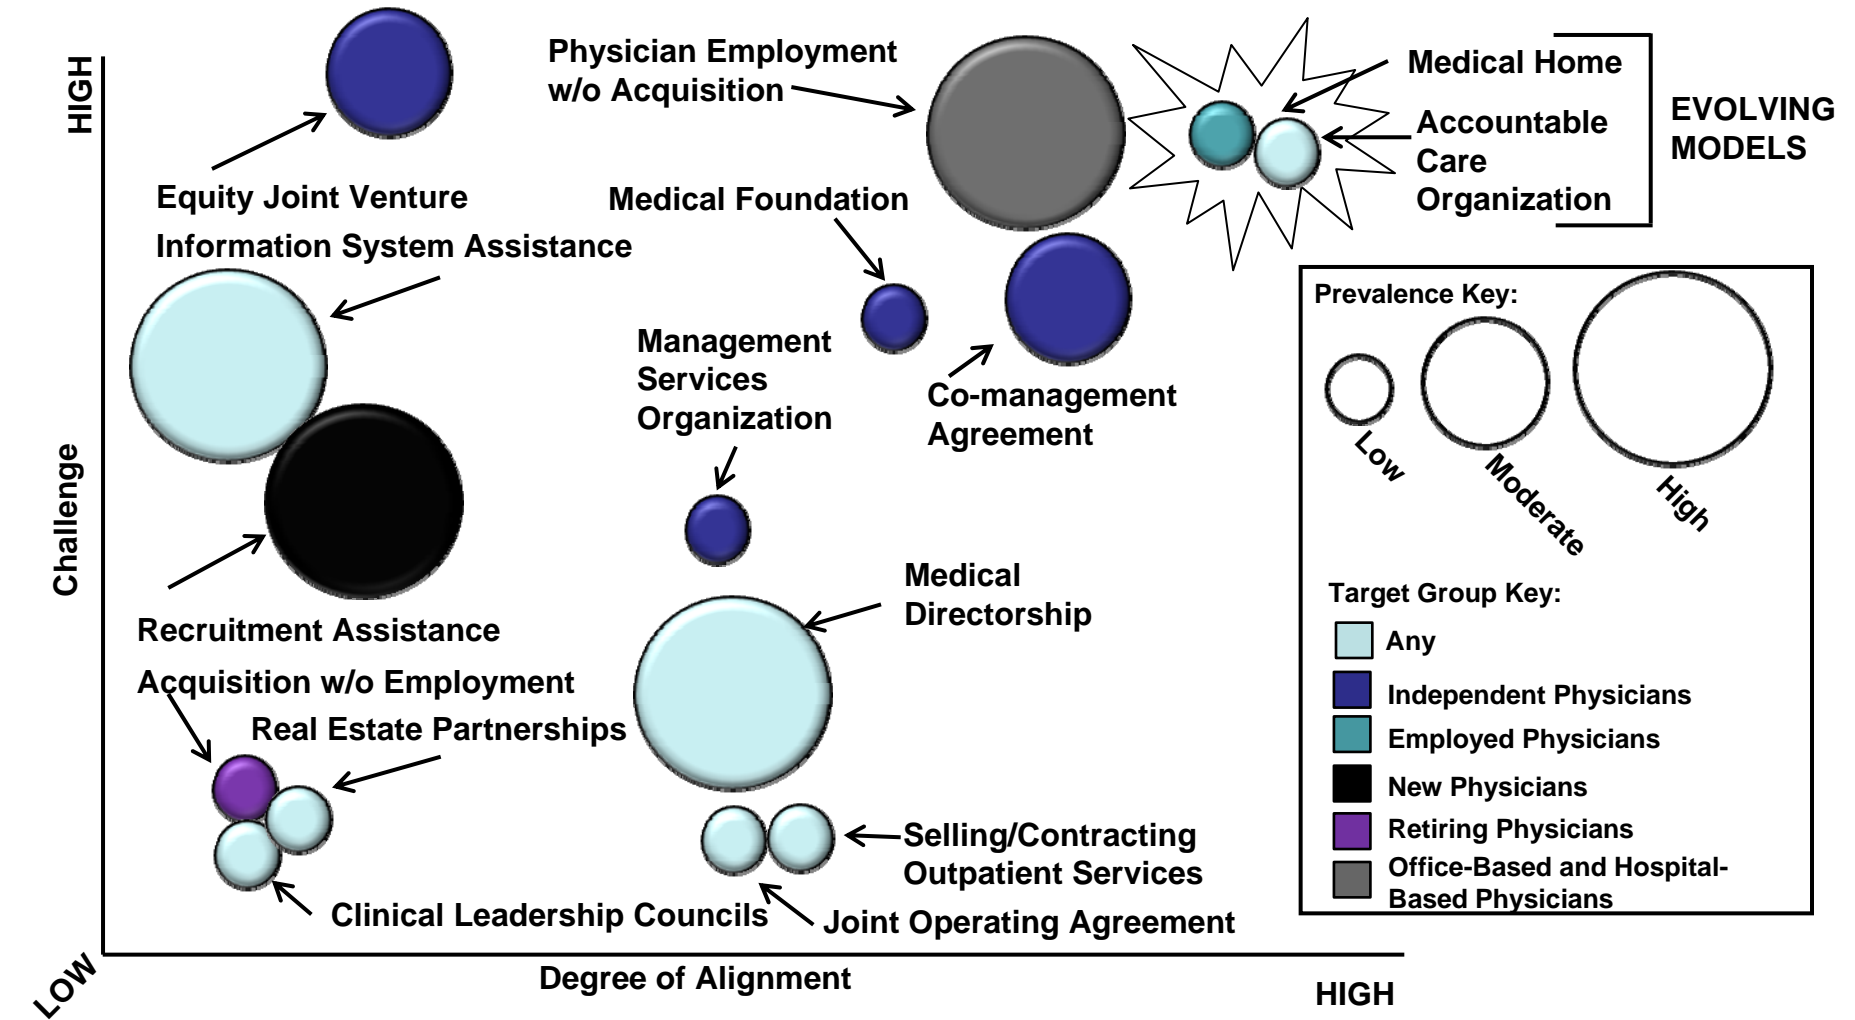 HIGH
Physician Employment
w/o Acquisition
Medical Home
Accountable
Care
Organization
EVOLVING
MODELS
Equity Joint Venture
Medical Foundation
Information System Assistance
Management
Services
Organization
Co-management
Agreement
Prevalence Key:
Low
Moderate
High
Challenge
Medical
Directorship
Recruitment Assistance
Acquisition w/o Employment
Real Estate Partnerships
Target Group Key:
Any
Independent Physicians
Employed Physicians
New Physicians
Retiring Physicians
Office-Based and Hospital-
Based Physicians
Selling/Contracting
Outpatient Services
Clinical Leadership Councils
Joint Operating Agreement
LOW
Degree of Alignment
HIGH